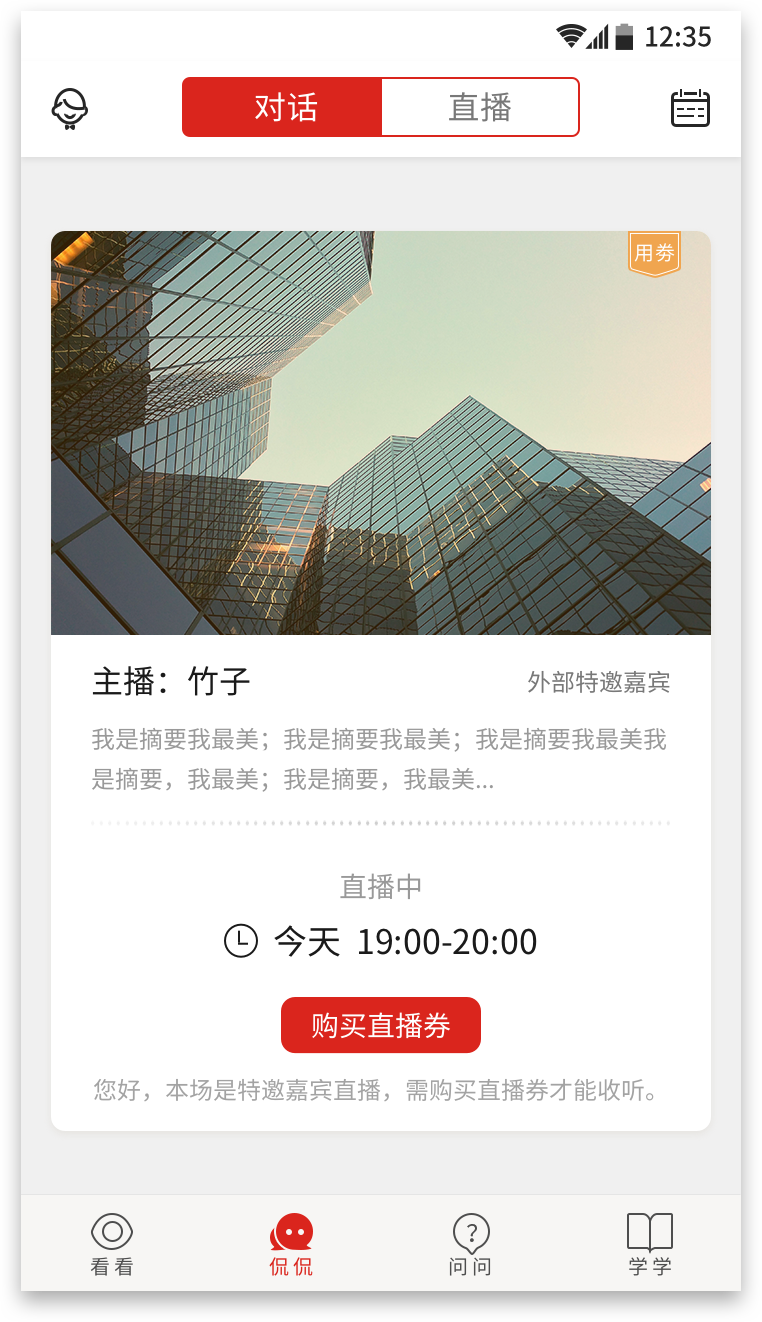 12:35
对话
直播
用劵
主播：竹子
外部特邀嘉宾
我是摘要我最美；我是摘要我最美；我是摘要我最美我
是摘要，我最美；我是摘要，我最美...
直播中
今天 19:00-20:00
购买直播券
您好，本场是特邀嘉宾直播，需购买直播券才能收听。
看看
侃侃
问问
学学